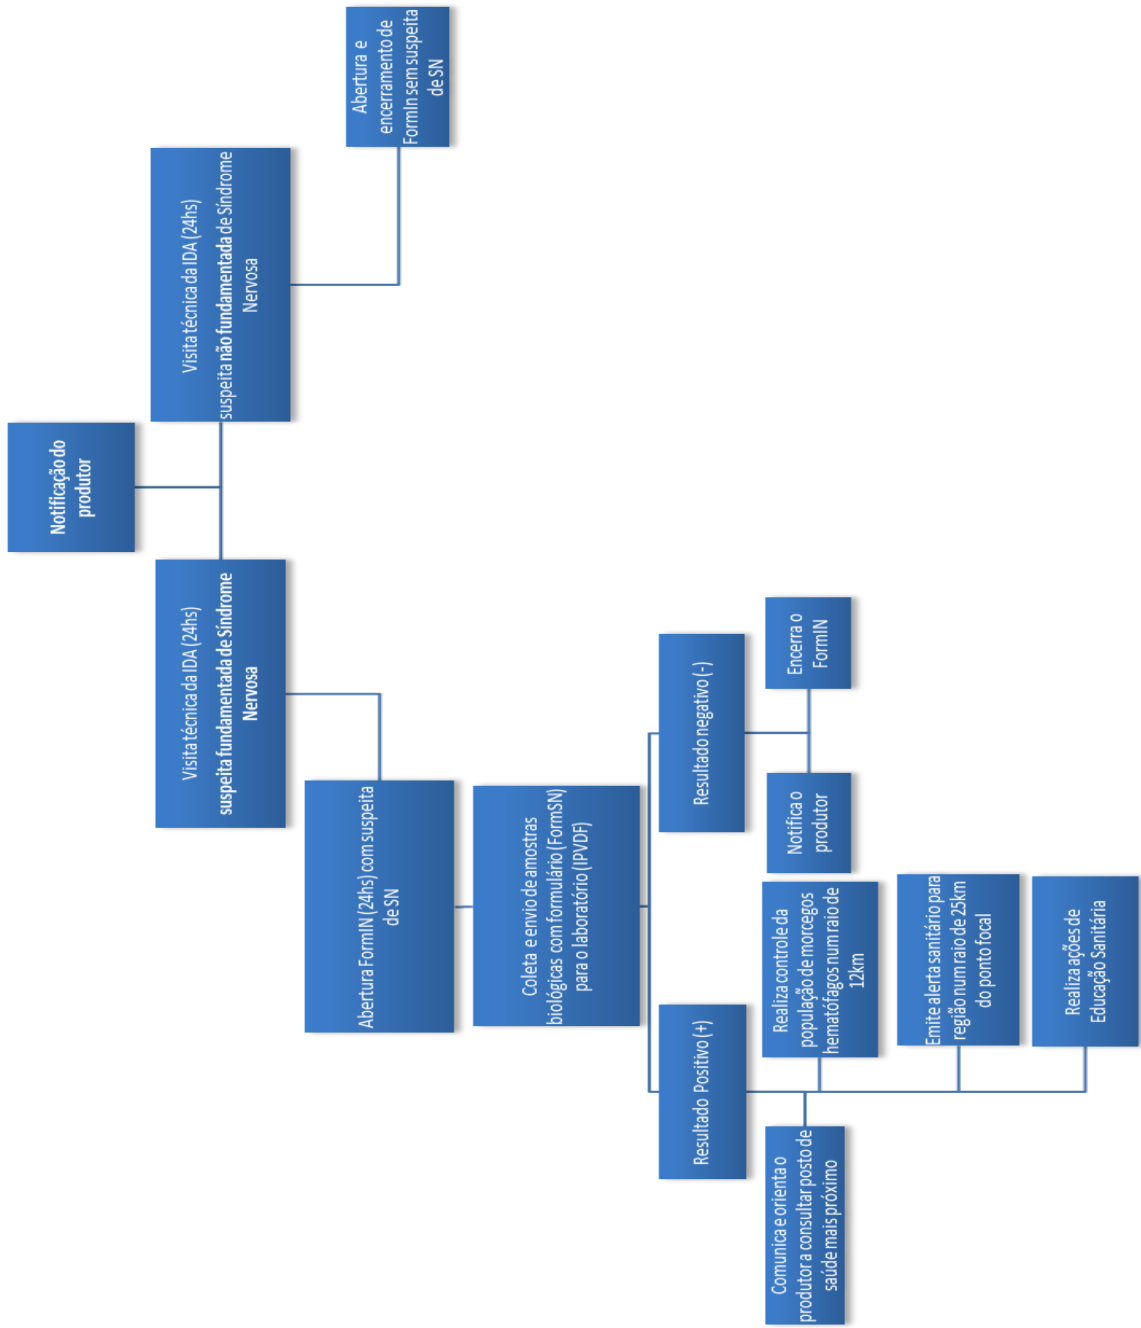 Notificação do
produtor
Visita técnica da IDA (24hs)
suspeita fundamentada de Síndrome
Nervosa
Visita técnica da IDA (24hs)
suspeita não fundamentada de Síndrome
Nervosa
Abertura FormIN (24hs) com suspeita
de SN
Abertura e
encerramento de
FormIn sem suspeita
de SN
Coleta e envio de amostras
biológicas com formulário (FormSN)
para o laboratório (IPVDF)
Resultado Positivo (+)
Resultado negativo (-)
Comunica e orienta o
produtor a consultar posto de
saúde mais próximo
Realiza controle da
população de morcegos
hematófagos num raio de
12km
Emite alerta sanitário para
região num raio de 25km
do ponto focal
Realiza ações de
Educação Sanitária
Notifica o
produtor
Encerra o
FormIN